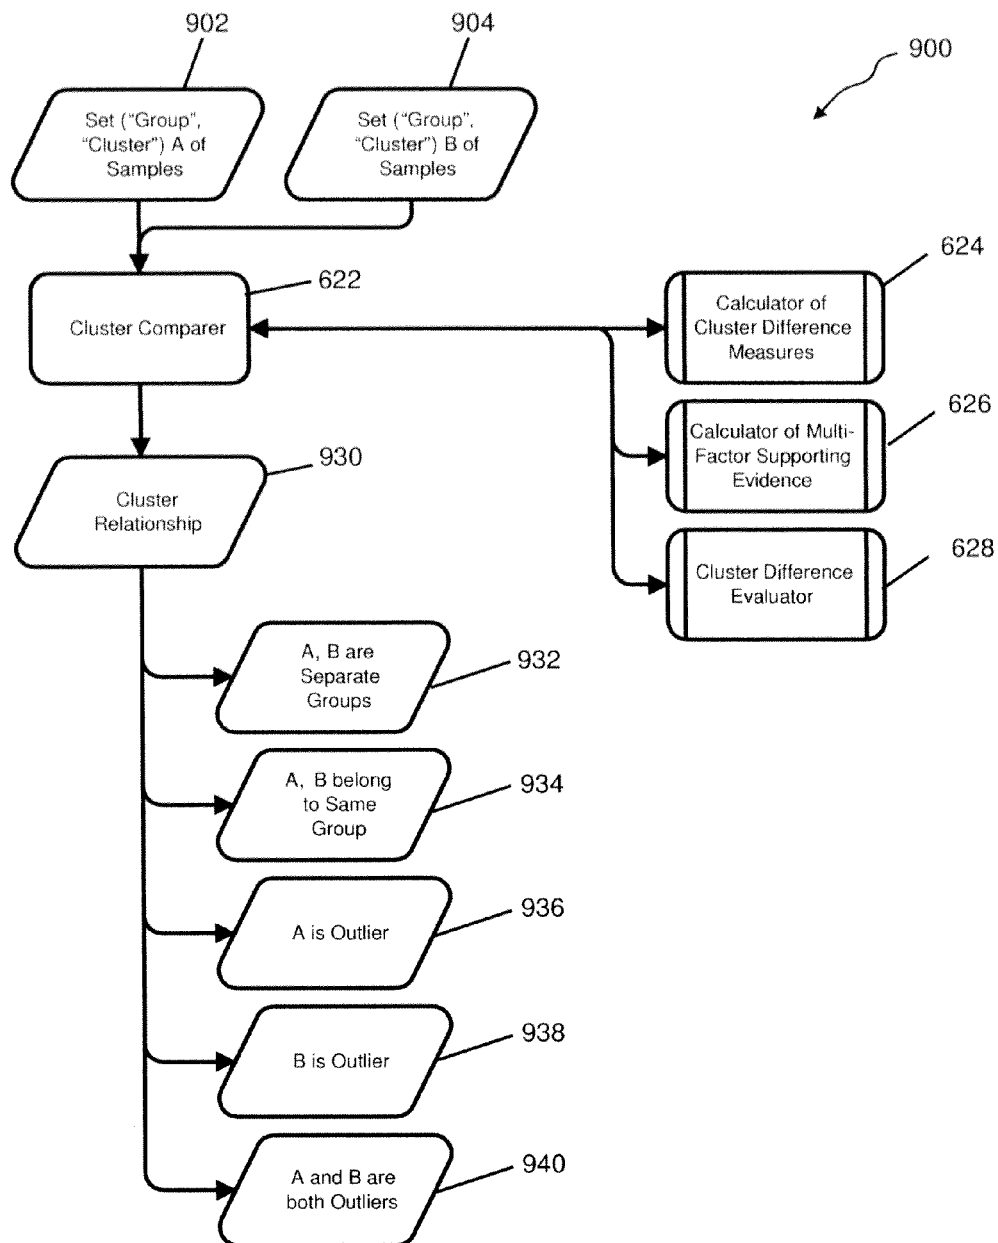 902
904
900
Set ("Group",
"Cluster") A of
Samples
Set ("Group",
"Cluster") B of
Samples
622
624
Cluster Comparer
Calculator of
Cluster Difference
Measures
626
Calculator of Multi-
Factor Supporting
Evidence
930
Cluster
Relationship
628
Cluster Difference
Evaluator
A, B are
Separate
Groups
932
A, B belong
to Same
Group
934
A is Outlier
936
B is Outlier
938
A and B are
both Outliers
940